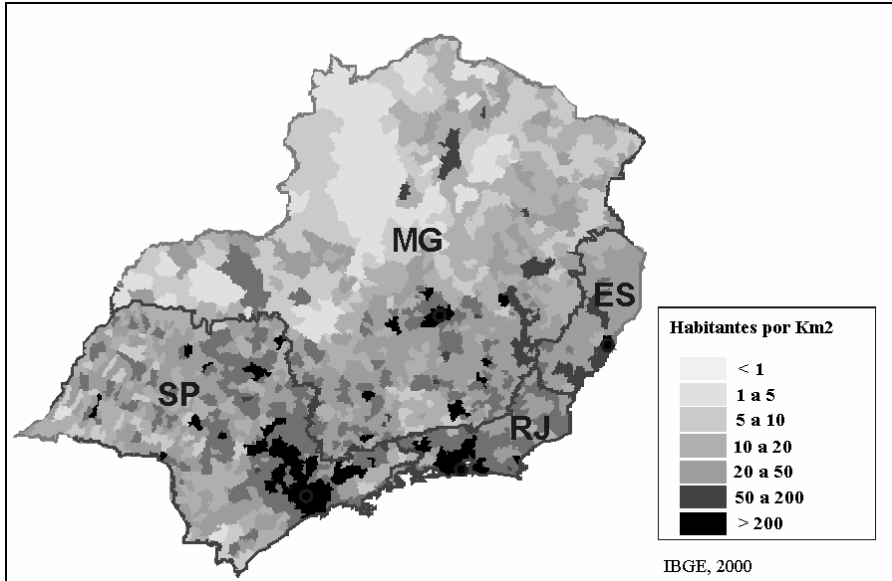 MG
ES
SP
RJ
Habitantes por Km2
< 1
1 a 5
5 a 10
10 a 20
20 a 50
50 a 200
> 200
IBGE, 2000